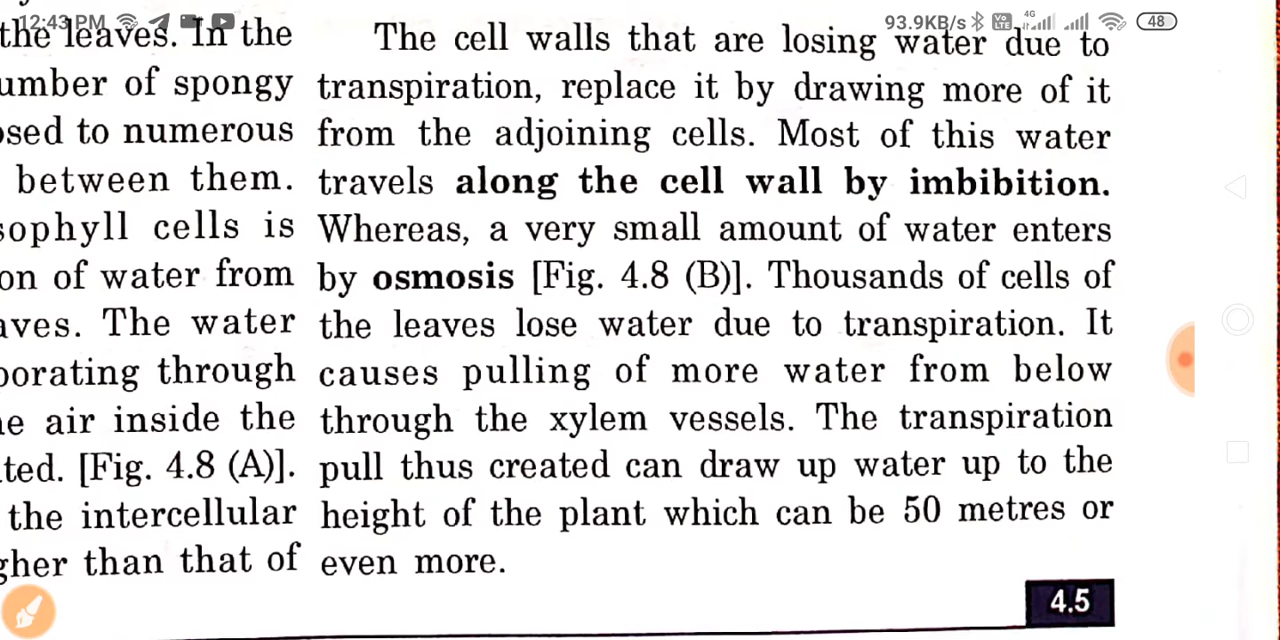 12:43 PM
93.9KB/s
Vo LTE
4G
48
the leaves. In the
umber of spongy
osed to numerous
between them.
sophyll cells is
on of water from
aves. The water
porating through
e air inside the
ted. [Fig. 4.8 (A)].
the intercellular
gher than that of
The cell walls that are losing water due to
transpiration, replace it by drawing more of it
from the adjoining cells. Most of this water
travels along the cell wall by imbibition.
Whereas, a very small amount of water enters
by osmosis [Fig. 4.8 (B)]. Thousands of cells of
the leaves lose water due to transpiration. It
causes pulling of more water from below
through the xylem vessels. The transpiration
pull thus created can draw up water up to the
height of the plant which can be 50 metres or
even more.
4.5